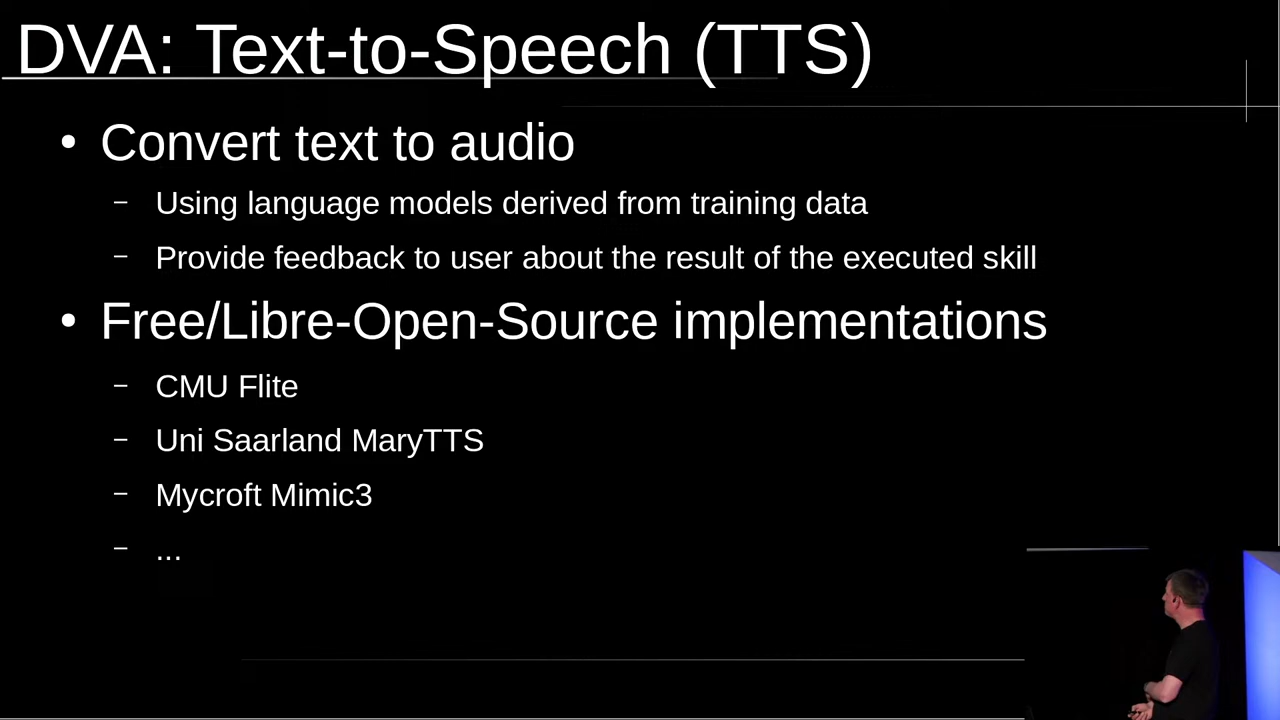 DVA: Text-to-Speech (TTS)
● Convert text to audio
– Using language models derived from training data
– Provide feedback to user about the result of the executed skill
● Free/Libre-Open-Source implementations
– CMU Flite
– Uni Saarland MaryTTS
– Mycroft Mimic3
– ...